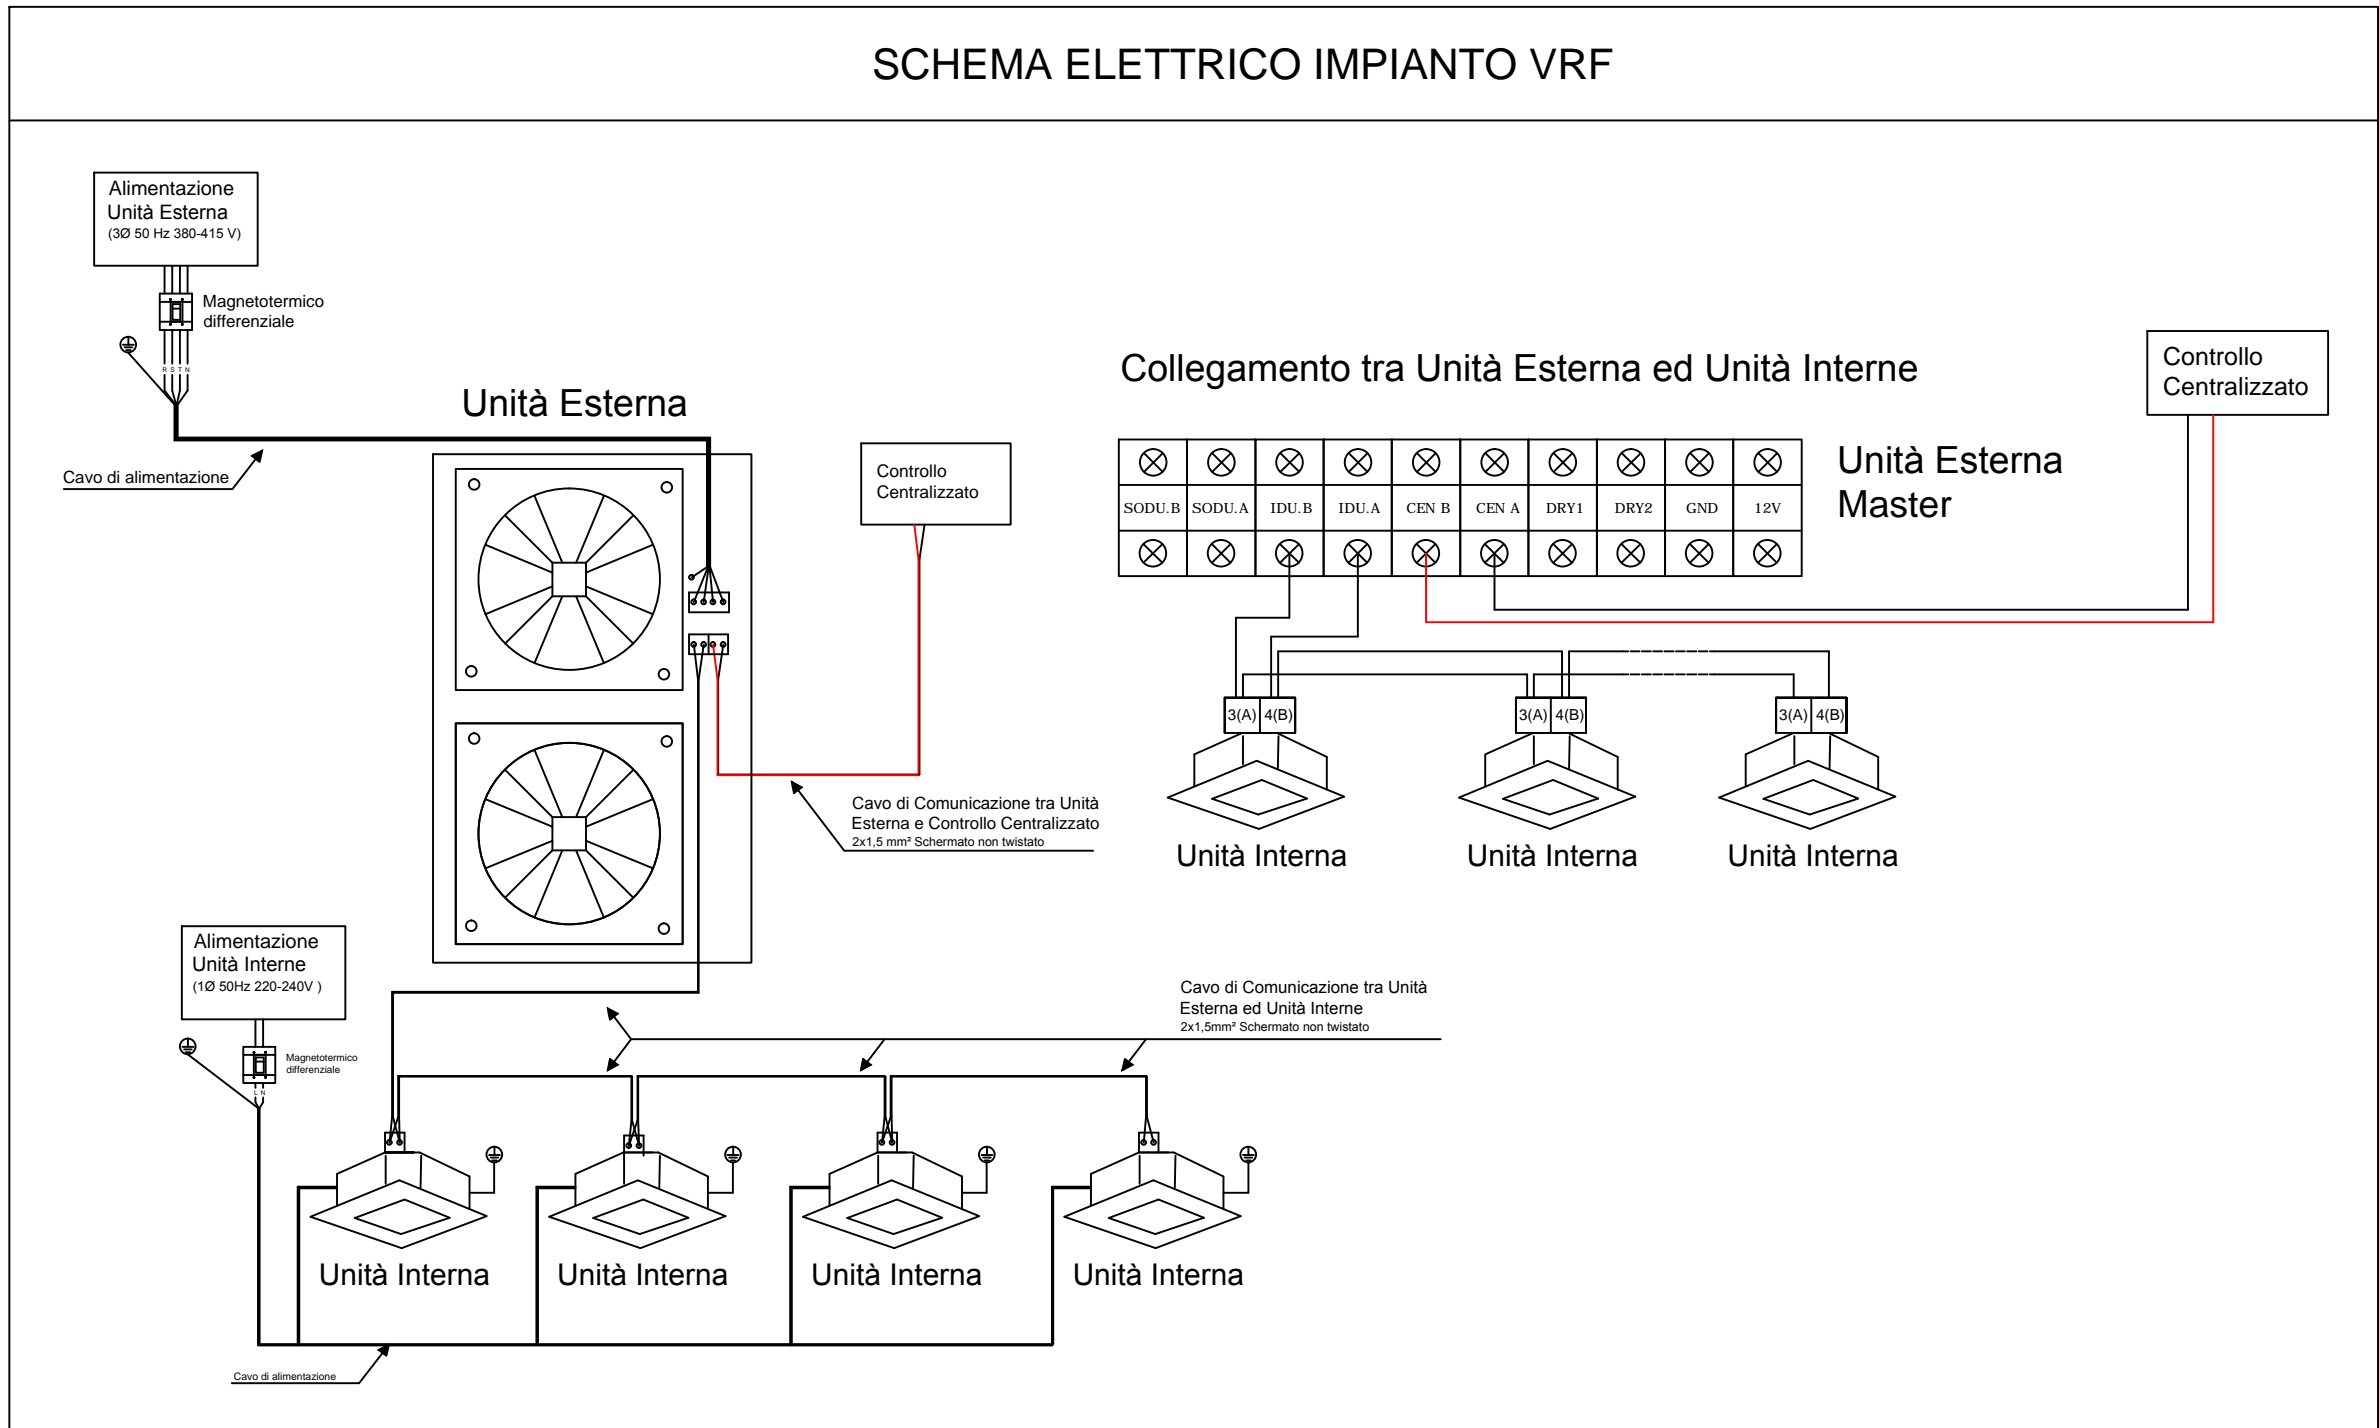 SCHEMA ELETTRICO IMPIANTO VRF
Alimentazione
Unità Esterna
(3Ø 50 Hz 380-415 V)
Magnetotermico
differenziale
R S T N
Cavo di alimentazione
Unità Esterna
Controllo
Centralizzato
Cavo di Comunicazione tra Unità
Esterna e Controllo Centralizzato
2x1,5 mm² Schermato non twistato
Collegamento tra Unità Esterna ed Unità Interne
Controllo
Centralizzato
SODU.B SODU.A IDU.B IDU.A CEN B CEN A DRY1 DRY2 GND 12V
Unità Esterna
Master
3(A) 4(B)
3(A) 4(B)
3(A) 4(B)
Unità Interna
Unità Interna
Unità Interna
Alimentazione
Unità Interne
(1Ø 50Hz 220-240V )
Magnetotermico
differenziale
L N
Cavo di Comunicazione tra Unità
Esterna ed Unità Interne
2x1,5mm² Schermato non twistato
Unità Interna
Unità Interna
Unità Interna
Unità Interna
Cavo di alimentazione